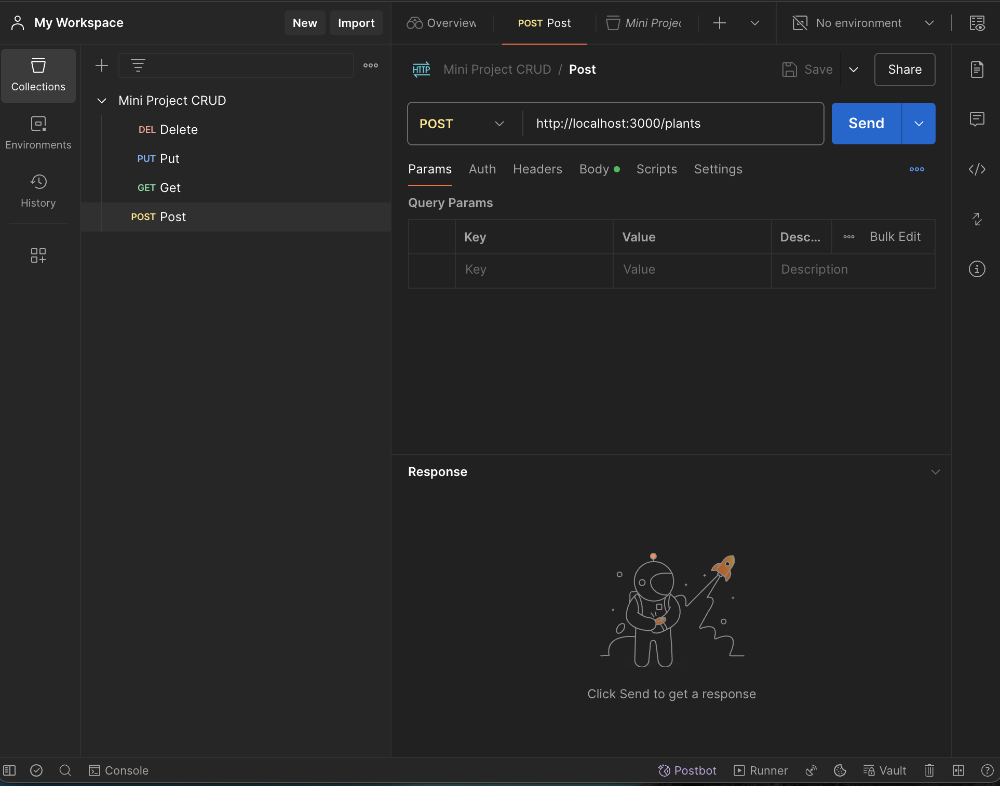 My Workspace
New
Import
Overview
POST Post
Mini Projec
No environment
Collections
Environments
History
Mini Project CRUD
DEL Delete
PUT Put
GET Get
POST Post
HTTP Mini Project CRUD / Post
Save
Share
POST
http://localhost:3000/plants
Send
Params Auth Headers Body Scripts Settings
Query Params
Key Value Desc... Bulk Edit
Key Value Description
Response
Click Send to get a response
Console
Postbot
Runner
Vault